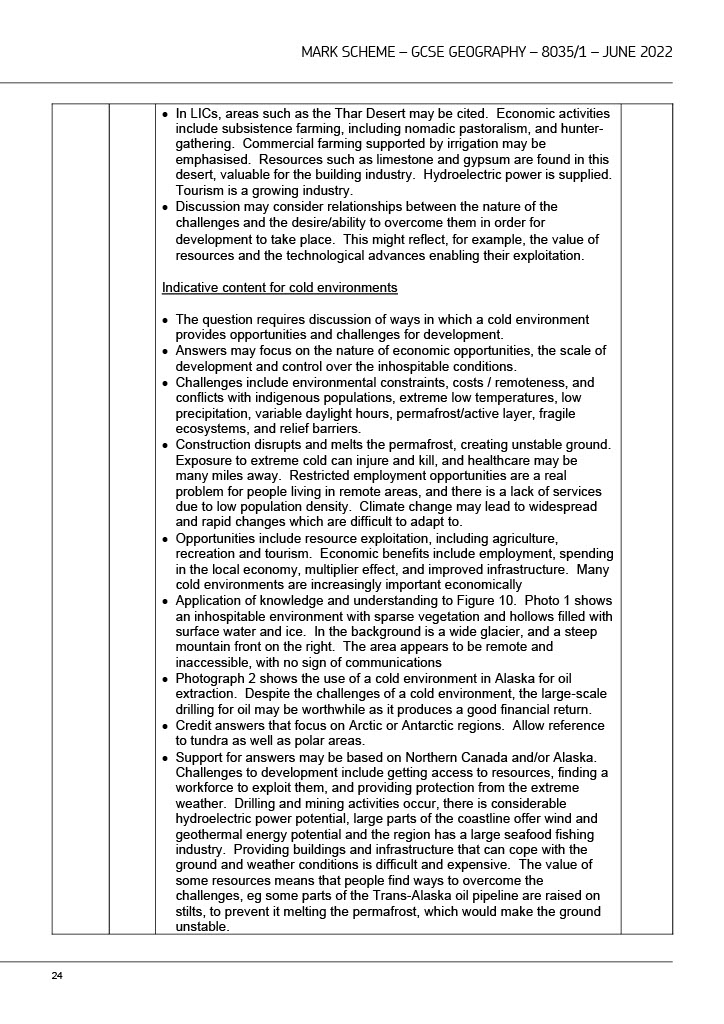 MARK SCHEME – GCSE GEOGRAPHY – 8035/1 – JUNE 2022
• In LICs, areas such as the Thar Desert may be cited. Economic activities
include subsistence farming, including nomadic pastoralism, and hunter-
gathering. Commercial farming supported by irrigation may be
emphasised. Resources such as limestone and gypsum are found in this
desert, valuable for the building industry. Hydroelectric power is supplied.
Tourism is a growing industry.
• Discussion may consider relationships between the nature of the
challenges and the desire/ability to overcome them in order for
development to take place. This might reflect, for example, the value of
resources and the technological advances enabling their exploitation.
Indicative content for cold environments
• The question requires discussion of ways in which a cold environment
provides opportunities and challenges for development.
• Answers may focus on the nature of economic opportunities, the scale of
development and control over the inhospitable conditions.
• Challenges include environmental constraints, costs / remoteness, and
conflicts with indigenous populations, extreme low temperatures, low
precipitation, variable daylight hours, permafrost/active layer, fragile
ecosystems, and relief barriers.
• Construction disrupts and melts the permafrost, creating unstable ground.
Exposure to extreme cold can injure and kill, and healthcare may be
many miles away. Restricted employment opportunities are a real
problem for people living in remote areas, and there is a lack of services
due to low population density. Climate change may lead to widespread
and rapid changes which are difficult to adapt to.
• Opportunities include resource exploitation, including agriculture,
recreation and tourism. Economic benefits include employment, spending
in the local economy, multiplier effect, and improved infrastructure. Many
cold environments are increasingly important economically
• Application of knowledge and understanding to Figure 10. Photo 1 shows
an inhospitable environment with sparse vegetation and hollows filled with
surface water and ice. In the background is a wide glacier, and a steep
mountain front on the right. The area appears to be remote and
inaccessible, with no sign of communications
• Photograph 2 shows the use of a cold environment in Alaska for oil
extraction. Despite the challenges of a cold environment, the large-scale
drilling for oil may be worthwhile as it produces a good financial return.
• Credit answers that focus on Arctic or Antarctic regions. Allow reference
to tundra as well as polar areas.
• Support for answers may be based on Northern Canada and/or Alaska.
Challenges to development include getting access to resources, finding a
workforce to exploit them, and providing protection from the extreme
weather. Drilling and mining activities occur, there is considerable
hydroelectric power potential, large parts of the coastline offer wind and
geothermal energy potential and the region has a large seafood fishing
industry. Providing buildings and infrastructure that can cope with the
ground and weather conditions is difficult and expensive. The value of
some resources means that people find ways to overcome the
challenges, eg some parts of the Trans-Alaska oil pipeline are raised on
stilts, to prevent it melting the permafrost, which would make the ground
unstable.
24